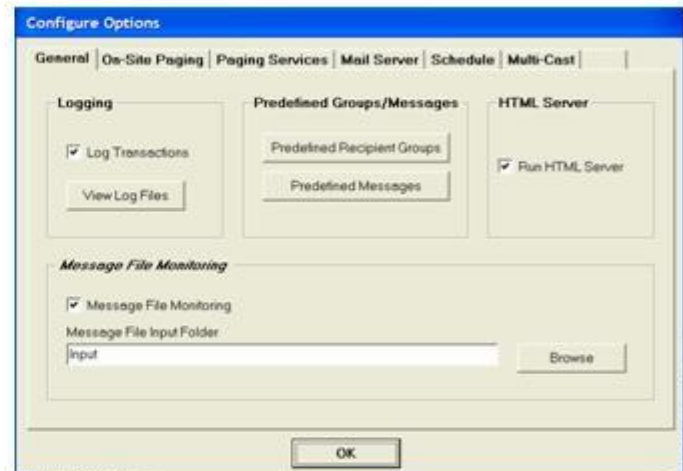 Configure Options
General On-Site Paging Paging Services Mail Server Schedule Multi-Cast
Logging
Log Transactions
View Log Files
Predefined Groups/Messages
Predefined Recipient Groups
Predefined Messages
HTML Server
Run HTML Server
Message File Monitoring
Message File Monitoring
Message File Input Folder
Input
Browse
OK